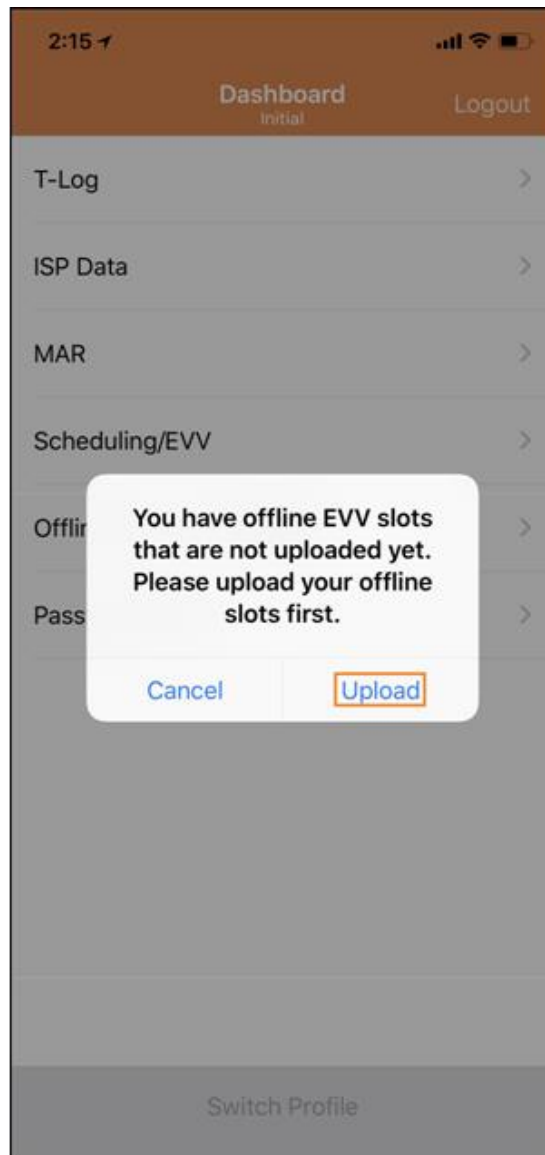 2:15
Dashboard
Initial
Logout
T-Log
ISP Data
MAR
Scheduling/EVV
Offlin
Pass
You have offline EVV slots
that are not uploaded yet.
Please upload your offline
slots first.
Cancel
Upload
Switch Profile